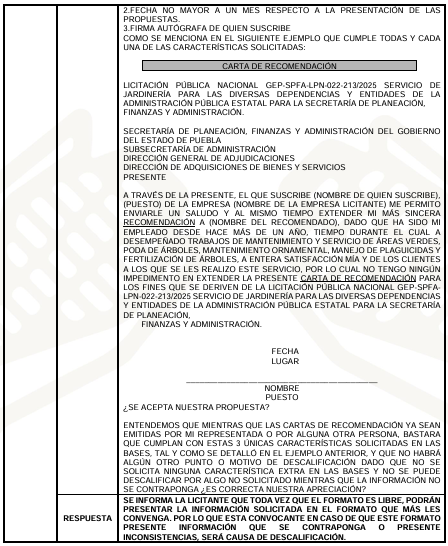 2.FECHA NO MAYOR A UN MES RESPECTO A LA PRESENTACIÓN DE LAS
PROPUESTAS.
3.FIRMA AUTÓGRAFA DE QUIEN SUSCRIBE
COMO SE MENCIONA EN EL SIGUIENTE EJEMPLO QUE CUMPLE TODAS Y CADA
UNA DE LAS CARACTERÍSTICAS SOLICITADAS:
CARTA DE RECOMENDACIÓN
LICITACIÓN PÚBLICA NACIONAL GEP-SPFA-LPN-022-213/2025 SERVICIO DE
JARDINERÍA PARA LAS DIVERSAS DEPENDENCIAS Y ENTIDADES DE LA
ADMINISTRACIÓN PÚBLICA ESTATAL PARA LA SECRETARÍA DE PLANEACIÓN,
FINANZAS Y ADMINISTRACIÓN.
SECRETARÍA DE PLANEACIÓN, FINANZAS Y ADMINISTRACIÓN DEL GOBIERNO
DEL ESTADO DE PUEBLA
SUBSECRETARÍA DE ADMINISTRACIÓN
DIRECCIÓN GENERAL DE ADJUDICACIONES
DIRECCIÓN DE ADQUISICIONES DE BIENES Y SERVICIOS
PRESENTE
A TRAVÉS DE LA PRESENTE, EL QUE SUSCRIBE (NOMBRE DE QUIEN SUSCRIBE),
(PUESTO) DE LA EMPRESA (NOMBRE DE LA EMPRESA LICITANTE) ME PERMITO
ENVIARLE UN SALUDO Y AL MISMO TIEMPO EXTENDER MI MÁS SINCERA
RECOMENDACIÓN A (NOMBRE DEL RECOMENDADO), DADO QUE HA SIDO MI
EMPLEADO DESDE HACE MÁS DE UN AÑO, TIEMPO DURANTE EL CUAL A
DESEMPEÑADO TRABAJOS DE MANTENIMIENTO Y SERVICIO DE ÁREAS VERDES,
PODA DE ÁRBOLES, MANTENIMIENTO ORNAMENTAL, MANEJO DE PLAGUICIDAS Y
FERTILIZACIÓN DE ÁRBOLES, A ENTERA SATISFACCIÓN MÍA Y DE LOS CLIENTES
A LOS QUE SE LES REALIZO ESTE SERVICIO, POR LO CUAL NO TENGO NINGÚN
IMPEDIMENTO EN EXTENDER LA PRESENTE CARTA DE RECOMENDACIÓN PARA
LOS FINES QUE SE DERIVEN DE LA LICITACIÓN PÚBLICA NACIONAL GEP-SPFA-
LPN-022-213/2025 SERVICIO DE JARDINERÍA PARA LAS DIVERSAS DEPENDENCIAS
Y ENTIDADES DE LA ADMINISTRACIÓN PÚBLICA ESTATAL PARA LA SECRETARÍA
DE PLANEACIÓN,
FINANZAS Y ADMINISTRACIÓN.
FECHA
LUGAR
NOMBRE
PUESTO
¿SE ACEPTA NUESTRA PROPUESTA?
ENTENDEMOS QUE MIENTRAS QUE LAS CARTAS DE RECOMENDACIÓN YA SEAN
EMITIDAS POR MI REPRESENTADA O POR ALGUNA OTRA PERSONA, BASTARA
QUE CUMPLAN CON ESTAS 3 ÚNICAS CARACTERÍSTICAS SOLICITADAS EN LAS
BASES, TAL Y COMO SE DETALLÓ EN EL EJEMPLO ANTERIOR, Y QUE NO HABRÁ
ALGÚN OTRO PUNTO O MOTIVO DE DESCALIFICACIÓN DADO QUE NO SE
SOLICITA NINGUNA CARACTERÍSTICA EXTRA EN LAS BASES Y NO SE PUEDE
DESCALIFICAR POR ALGO NO SOLICITADO MIENTRAS QUE LA INFORMACIÓN NO
SE CONTRAPONGA ¿ES CORRECTA NUESTRA APRECIACIÓN?
RESPUESTA
SE INFORMA LA LICITANTE QUE TODA VEZ QUE EL FORMATO ES LIBRE, PODRÁN
PRESENTAR LA INFORMACIÓN SOLICITADA EN EL FORMATO QUE MÁS LES
CONVENGA. POR LO QUE ESTA CONVOCANTE EN CASO DE QUE ESTE FORMATO
PRESENTE INFORMACIÓN QUE SE CONTRAPONGA O PRESENTE
INCONSISTENCIAS, SERÁ CAUSA DE DESCALIFICACIÓN.